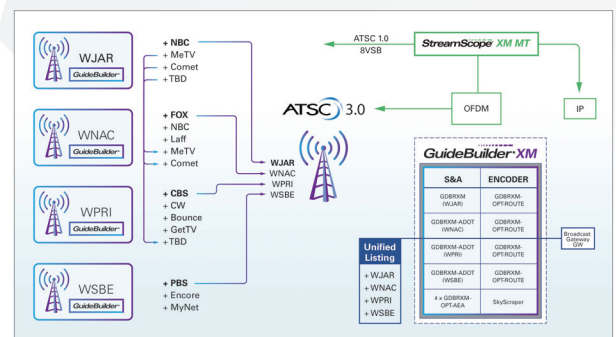 WJAR
GuideBuilder
+ NBC
+ MeTV
+ Comet
+ TBD
WNAC
GuideBuilder
+ FOX
+ NBC
+ Laff
+ MeTV
+ Comet
WPRI
GuideBuilder
+ CBS
+ CW
+ Bounce
+ GetTV
+ TBD
WSBE
GuideBuilder
+ PBS
+ Encore
+ MyNet
WJAR
WNAC
WPRI
WSBE
ATSC 3.0
ATSC 1.0
8VSB
StreamScope XM MT
OFDM
IP
GuideBuilder XM
S&A ENCODER
GDBRXM
(WJAR)
GDBRXM-
OPT-ROUTE
GDBRXM-ADOT
(WNAC)
GDBRXM-
OPT-ROUTE
GDBRXM-ADOT
(WPRI)
GDBRXM-
OPT-ROUTE
GDBRXM-ADOT
(WSBE)
GDBRXM-
OPT-ROUTE
4 x GDBRXM-
OPT-AEA
SkyScraper
Unified
Listing
+ WJAR
+ WNAC
+ WPRI
+ WSBE
Broadcast
Gateway
GW